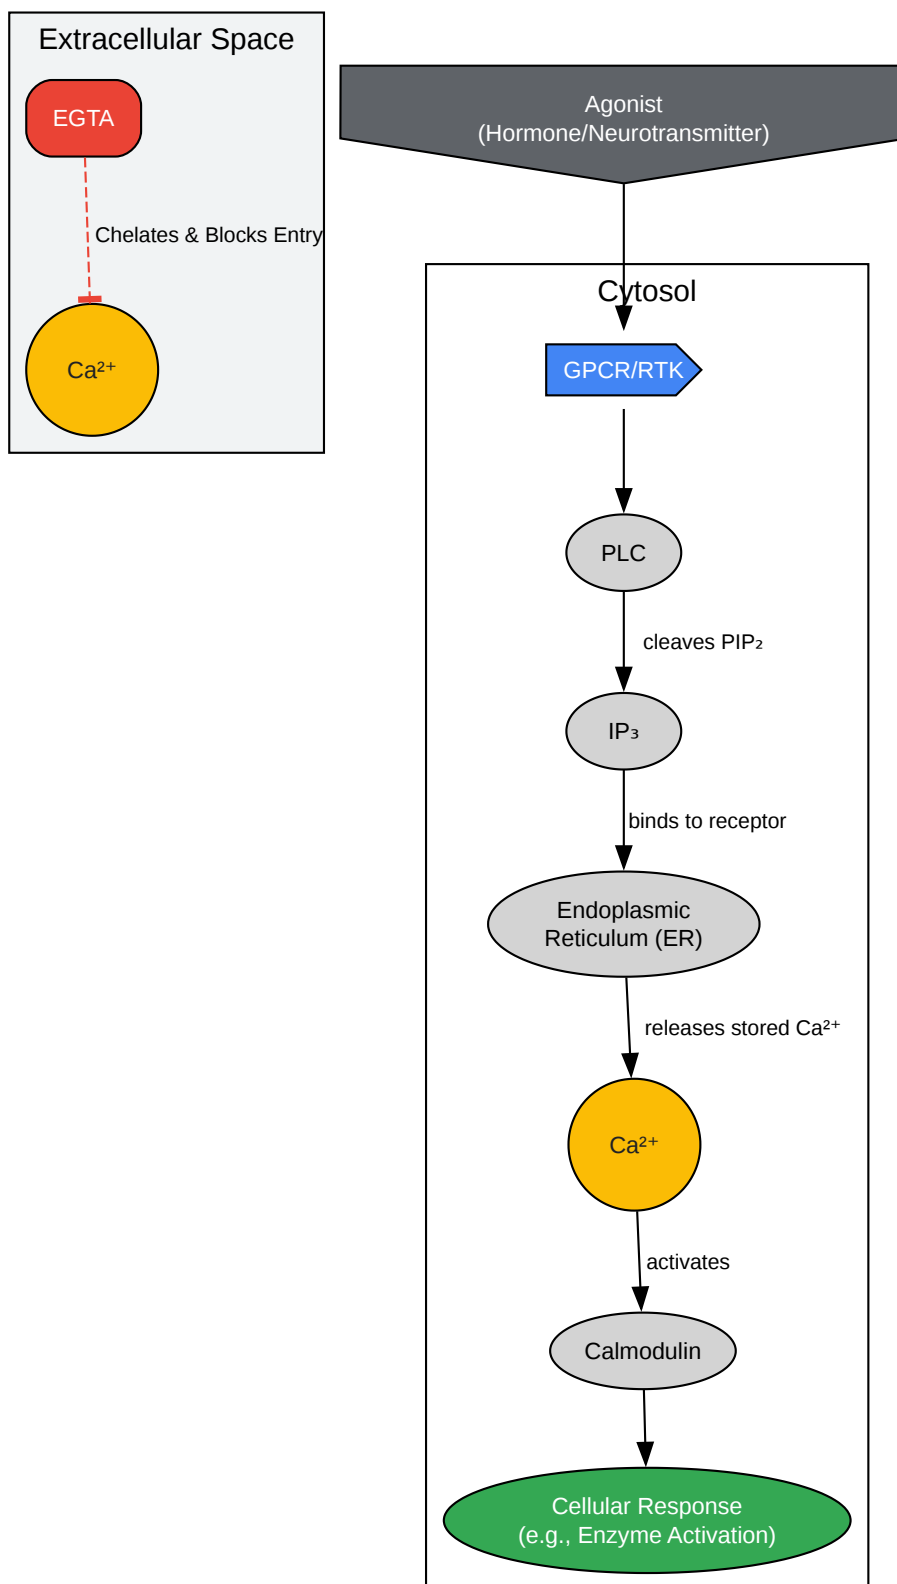 Extracellular Space
EGTA
Chelates & Blocks Entry
Ca²⁺
Agonist
(Hormone/Neurotransmitter)
Cytosol
GPCR/RTK
PLC
cleaves PIP₂
IP₃
binds to receptor
Endoplasmic
Reticulum (ER)
releases stored Ca²⁺
Ca²⁺
activates
Calmodulin
Cellular Response
(e.g., Enzyme Activation)